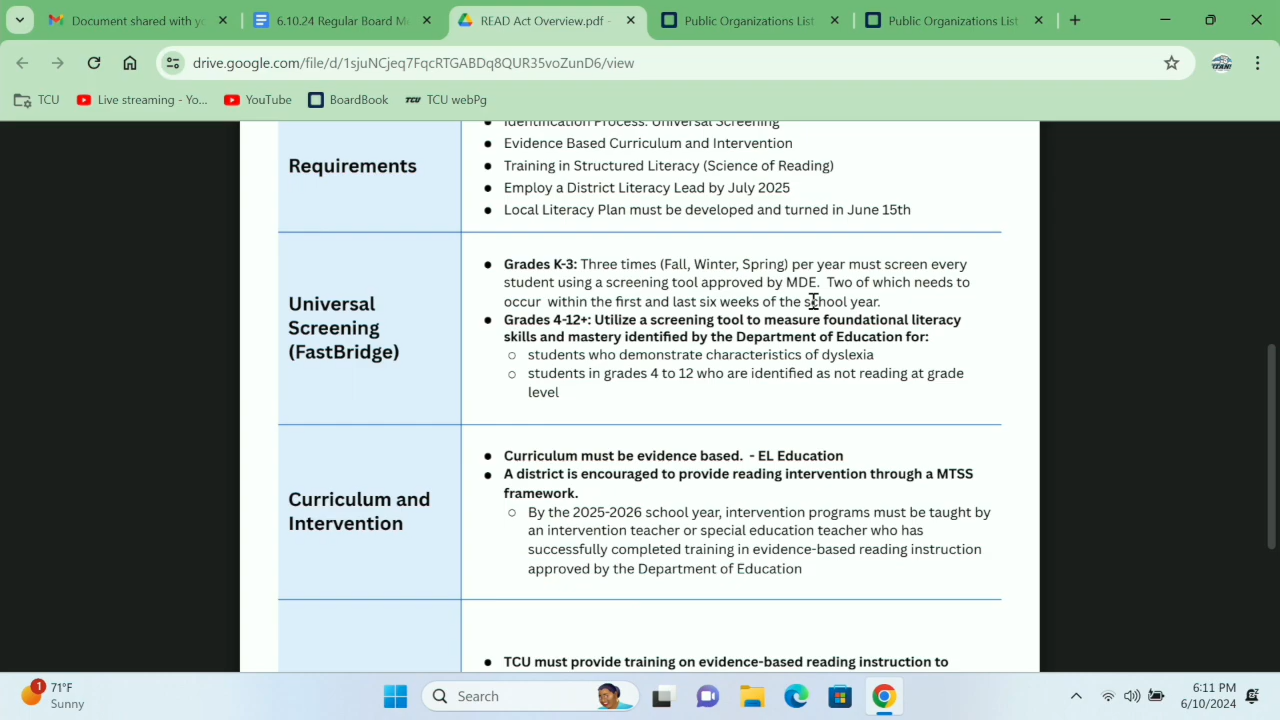 Document shared with yo
6.10.24 Regular Board Me
READ Act Overview.pdf -
Public Organizations List
Public Organizations List
drive.google.com/file/d/1sjuNCjeq7FqcRTGABDq8QUR35voZunD6/view
TCU
Live streaming - Yo...
YouTube
BoardBook
TCU TCU webPg
Identification Process: Universal Screening
Requirements
Evidence Based Curriculum and Intervention
Training in Structured Literacy (Science of Reading)
Employ a District Literacy Lead by July 2025
Local Literacy Plan must be developed and turned in June 15th
Universal
Screening
(FastBridge)
Grades K-3: Three times (Fall, Winter, Spring) per year must screen every
student using a screening tool approved by MDE. Two of which needs to
occur within the first and last six weeks of the school year.
Grades 4-12+: Utilize a screening tool to measure foundational literacy
skills and mastery identified by the Department of Education for:
students who demonstrate characteristics of dyslexia
students in grades 4 to 12 who are identified as not reading at grade
level
Curriculum and
Intervention
Curriculum must be evidence based. - EL Education
A district is encouraged to provide reading intervention through a MTSS
framework.
By the 2025-2026 school year, intervention programs must be taught by
an intervention teacher or special education teacher who has
successfully completed training in evidence-based reading instruction
approved by the Department of Education
TCU must provide training on evidence-based reading instruction to
1
71°F
Sunny
Search
6:11 PM
6/10/2024